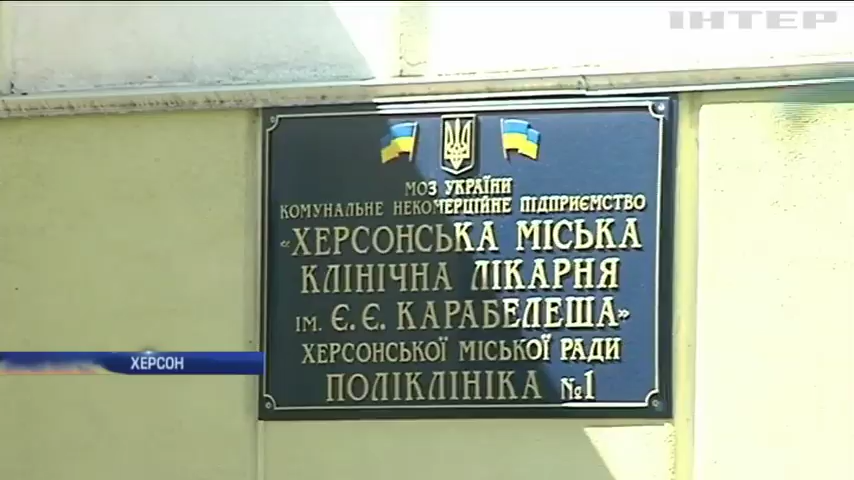 ІНТЕР
МОЗ УКРАЇНИ
КОМУНАЛЬНЕ НЕКОМЕРЦІЙНЕ ПІДПРИЄМСТВО
«ХЕРСОНСЬКА МІСЬКА
КЛІНІЧНА ЛІКАРНЯ
ІМ. Є.Є. КАРАБЕЛЕША»
ХЕРСОНСЬКОЇ МІСЬКОЇ РАДИ
ПОЛІКЛІНІКА №1
ХЕРСОН